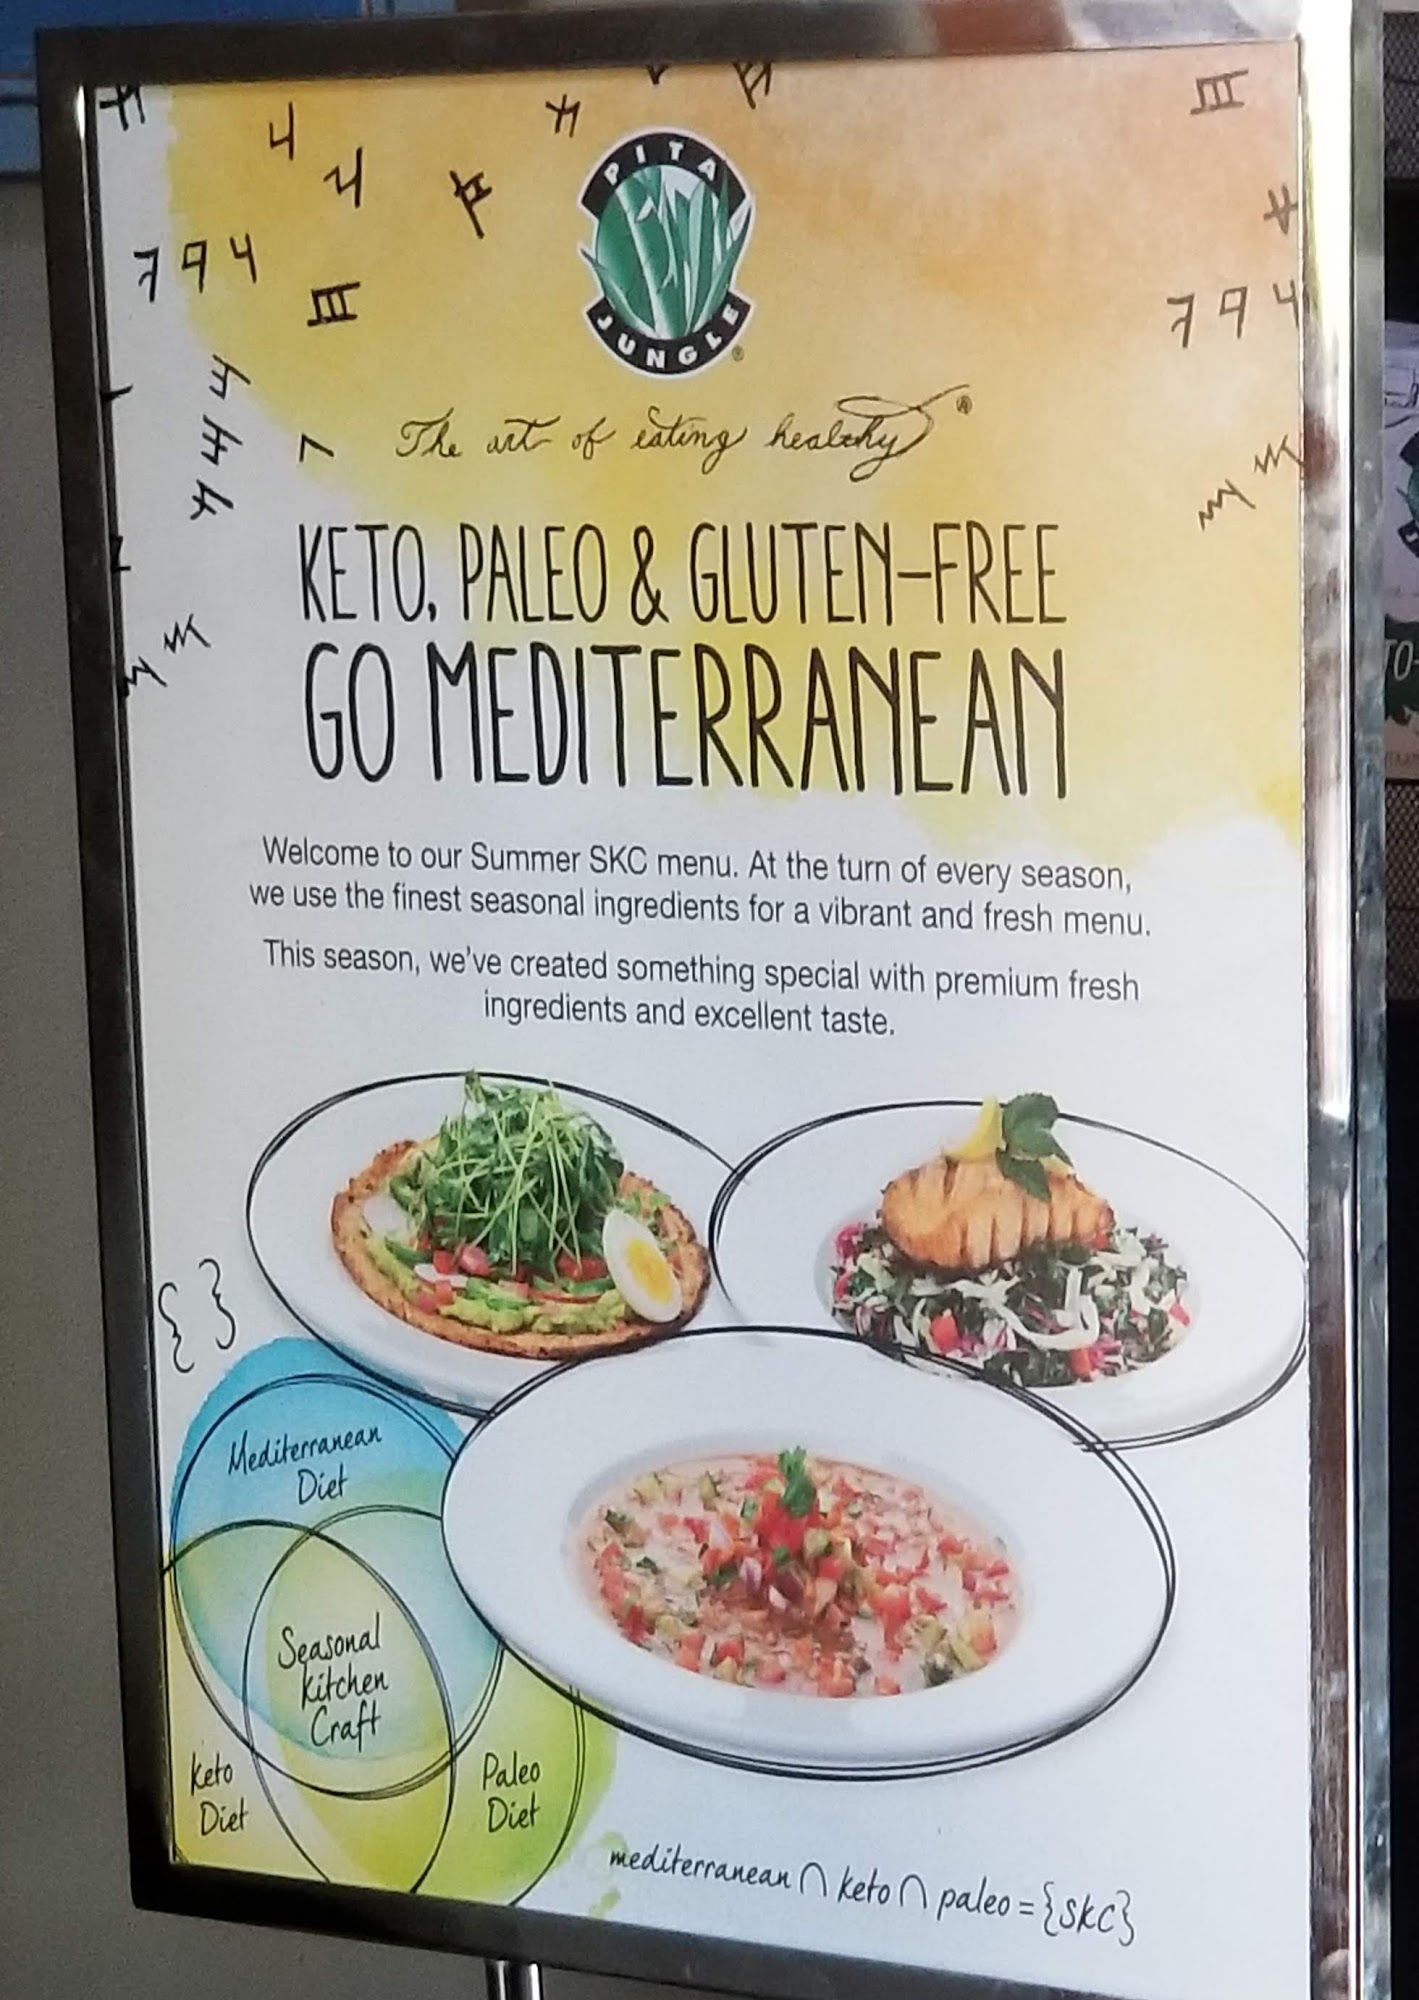 PITA
JUNGLE®
The art of eating healthy®
KETO, PALEO & GLUTEN-FREE
GO MEDITERRANEAN
Welcome to our Summer SKC menu. At the turn of every season,
we use the finest seasonal ingredients for a vibrant and fresh menu.
This season, we've created something special with premium fresh
ingredients and excellent taste.
{ }
Mediterranean
Diet
Seasonal
Kitchen
Craft
Keto
Diet
Paleo
Diet
mediterranean ∩ keto ∩ paleo = {SKC}